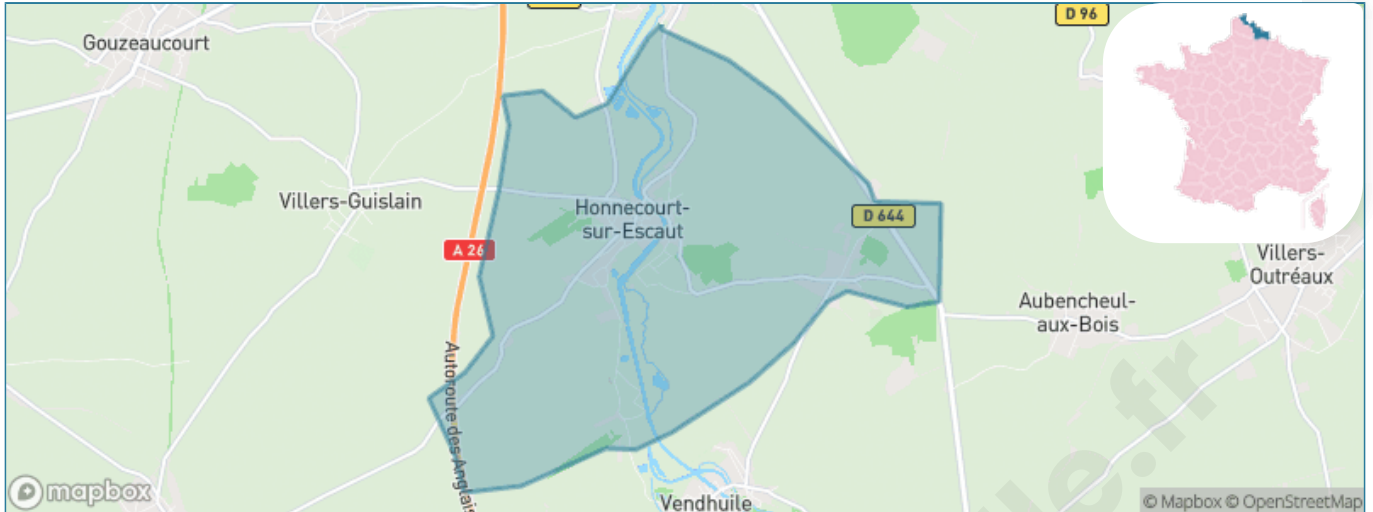 D 96
Gouzeaucourt
Villers-Guislain
Honnecourt-
sur-Escaut
D 644
A 26
Villers-
Outréaux
Aubencheul-
aux-Bois
Autoroute des Anglais
Vendhuile
mapbox
© Mapbox © OpenStreetMap